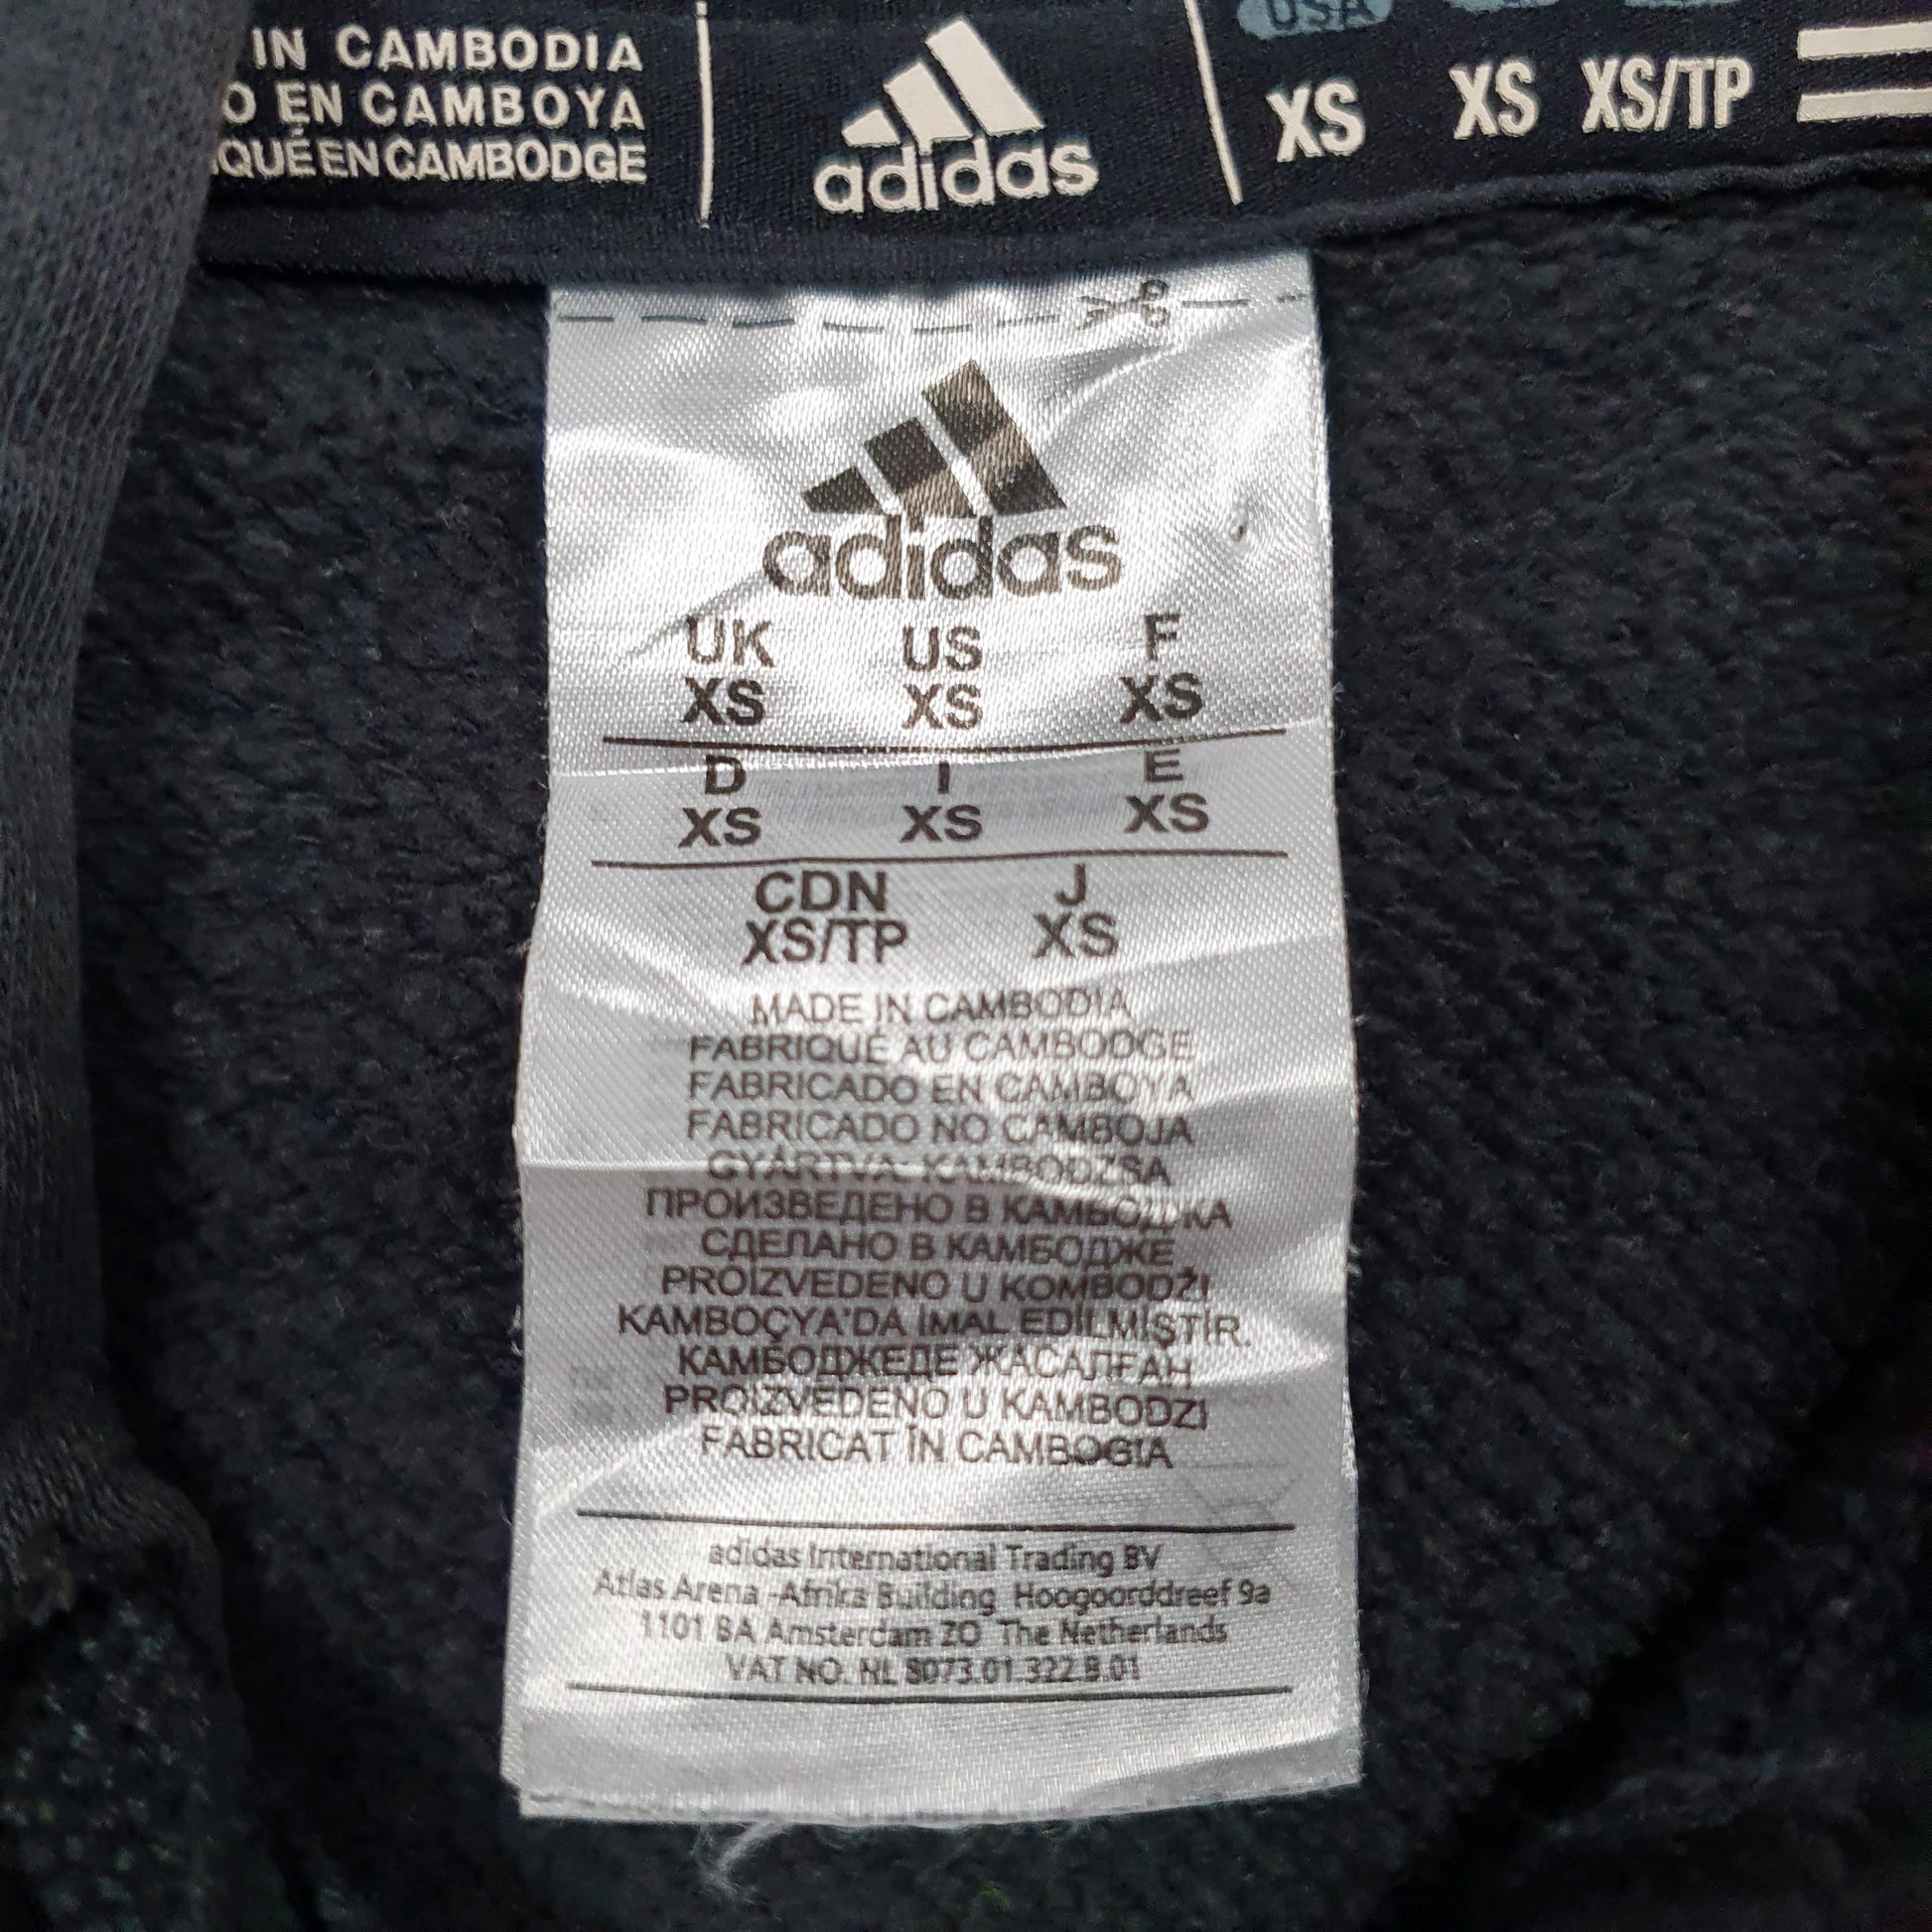 IN CAMBODIA
O EN CAMBOYA
QUÉ EN CAMBODGE
adidas
USA
XS XS XS/TP
adidas
UK US F
XS XS XS
D I E
XS XS XS
CDN J
XS/TP XS
MADE IN CAMBODIA
FABRIQUÉ AU CAMBODGE
FABRICADO EN CAMBOYA
FABRICADO NO CAMBOJA
GYÁRTVA: KAMBODZSA
ПРОИЗВЕДЕНО В КАМБОДЖА
СДЕЛАНО В КАМБОДЖЕ
PROIZVEDENO U KOMBODŽI
KAMBOÇYA'DA İMAL EDİLMİŞTİR.
КАМБОДЖЕДЕ ЖАСАЛҒАН
PROIZVEDENO U KAMBODZI
FABRICAT ÎN CAMBOGIA
adidas International Trading BV
Atlas Arena -Afrika Building Hoogoorddreef 9a
1101 BA Amsterdam ZO The Netherlands
VAT NO. NL 8073.01.322.B.01